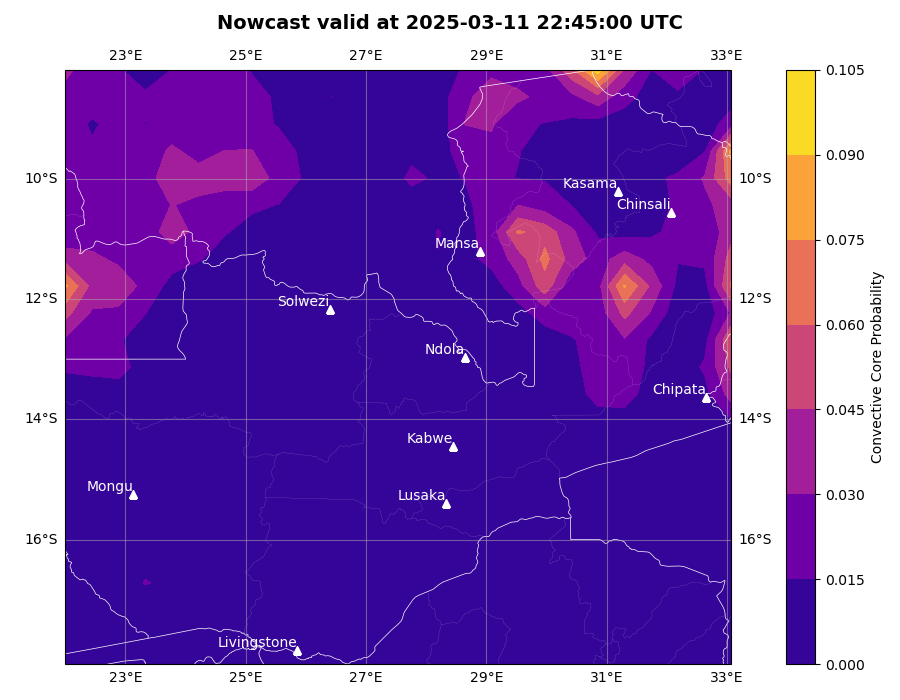 Nowcast valid at 2025-03-11 22:45:00 UTC
23°E 25°E 27°E 29°E 31°E 33°E
0.105
0.090
10°S Kasama 10°S
Chinsali
0.075
Mansa
12°S Solwezi 12°S
0.060
Ndola
Chipata
0.045
14°S 14°S
Kabwe
Mongu Lusaka
0.030
16°S 16°S
0.015
Livingstone
0.000
23°E 25°E 27°E 29°E 31°E 33°E
Convective Core Probability